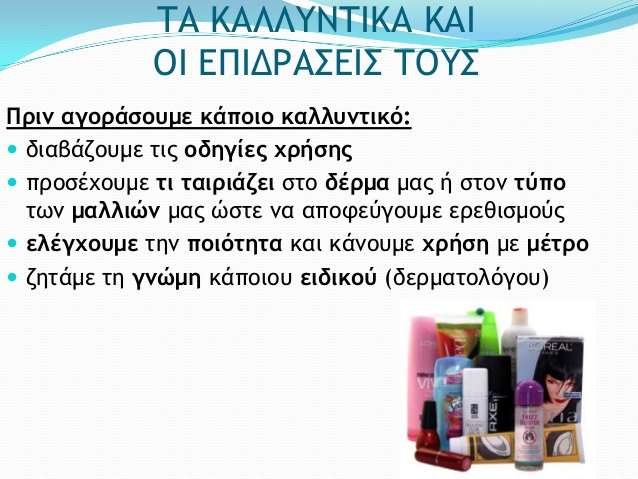 ΤΑ ΚΑΛΛΥΝΤΙΚΑ ΚΑΙ
ΟΙ ΕΠΙΔΡΑΣΕΙΣ ΤΟΥΣ
Πριν αγοράσουμε κάποιο καλλυντικό:
• διαβάζουμε τις οδηγίες χρήσης
• προσέχουμε τι ταιριάζει στο δέρμα μας ή στον τύπο
των μαλλιών μας ώστε να αποφεύγουμε ερεθισμούς
• ελέγχουμε την ποιότητα και κάνουμε χρήση με μέτρο
• ζητάμε τη γνώμη κάποιου ειδικού (δερματολόγου)
L'OREAL
VIV
AXE
FRIZZ